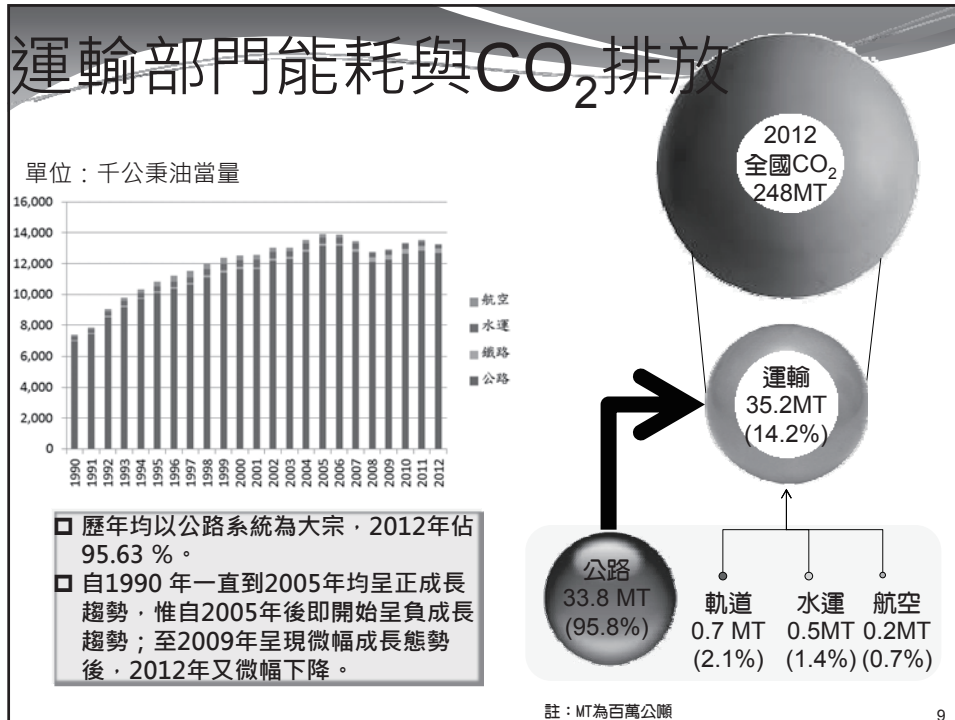 運輸部門能耗與CO₂排放
單位：千公秉油當量
16,000
14,000
12,000
10,000
8,000
6,000
4,000
2,000
0
1990 1991 1992 1993 1994 1995 1996 1997 1998 1999 2000 2001 2002 2003 2004 2005 2006 2007 2008 2009 2010 2011 2012
航空
水運
鐵路
公路
歷年均以公路系統為大宗，2012年佔
95.63 %。
自1990 年一直到2005年均呈正成長
趨勢，惟自2005年後即開始呈負成長
趨勢；至2009年呈現微幅成長態勢
後，2012年又微幅下降。
2012
全國CO₂
248MT
運輸
35.2MT
(14.2%)
公路
33.8 MT
(95.8%)
軌道
0.7 MT
(2.1%)
水運
0.5MT
(1.4%)
航空
0.2MT
(0.7%)
註：MT為百萬公噸
9